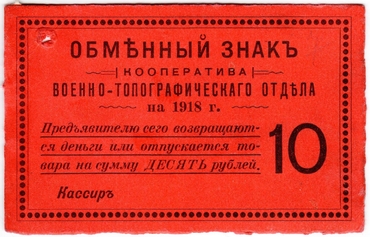 ОБМѢННЫЙ ЗНАКЪ
КООПЕРАТИВА
ВОЕННО-ТОПОГРАФИЧЕСКАГО ОТДѢЛА
на 1918 г.
Предъявителю сего возвращают-
ся деньги или отпускается то-
вара на сумму ДЕСЯТЬ рублей.
10
Кассиръ